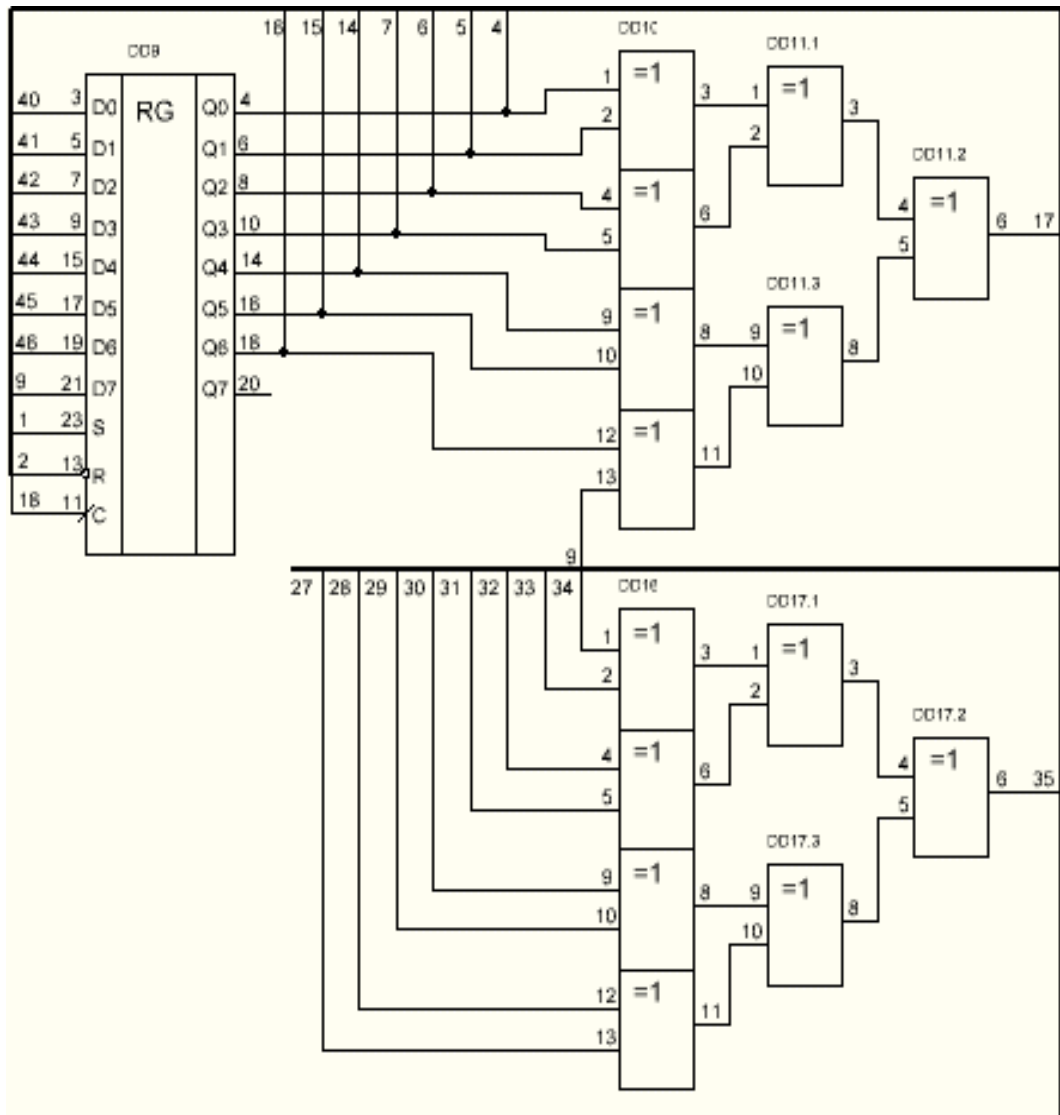 16 15 14 7 6 5 4
DD9
RG
40 3 D0 Q0 4
41 5 D1 Q1 6
42 7 D2 Q2 8
43 9 D3 Q3 10
44 15 D4 Q4 14
45 17 D5 Q5 16
46 19 D6 Q6 18
9 21 D7 Q7 20
1 23 S
2 13 R
18 11 C
DD10
1 =1 3
2
4 =1 6
5
9 =1 8
10
12 =1 11
13
9
DD11.1
1 =1 3
2
DD11.2
4 =1 6 17
5
DD11.3
9 =1 8
10
27 28 29 30 31 32 33 34
DD16
1 =1 3
2
4 =1 6
5
9 =1 8
10
12 =1 11
13
DD17.1
1 =1 3
2
DD17.2
4 =1 6 35
5
DD17.3
9 =1 8
10